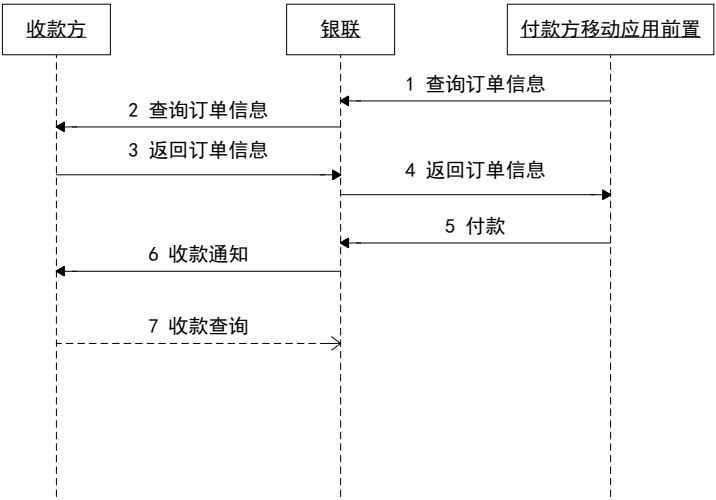 收款方
银联
付款方移动应用前置
1 查询订单信息
2 查询订单信息
3 返回订单信息
4 返回订单信息
5 付款
6 收款通知
7 收款查询